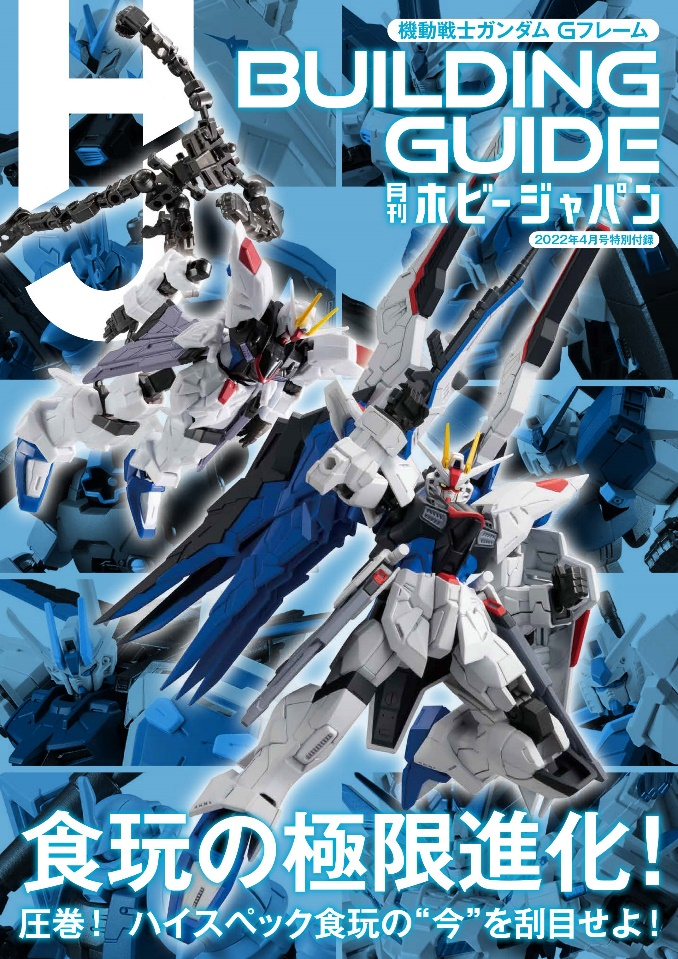 HJ
機動戦士ガンダム Gフレーム
BUILDING
GUIDE
月刊ホビージャパン
2022年4月号特別付録
食玩の極限進化!
圧巻! ハイスペック食玩の“今”を刮目せよ!